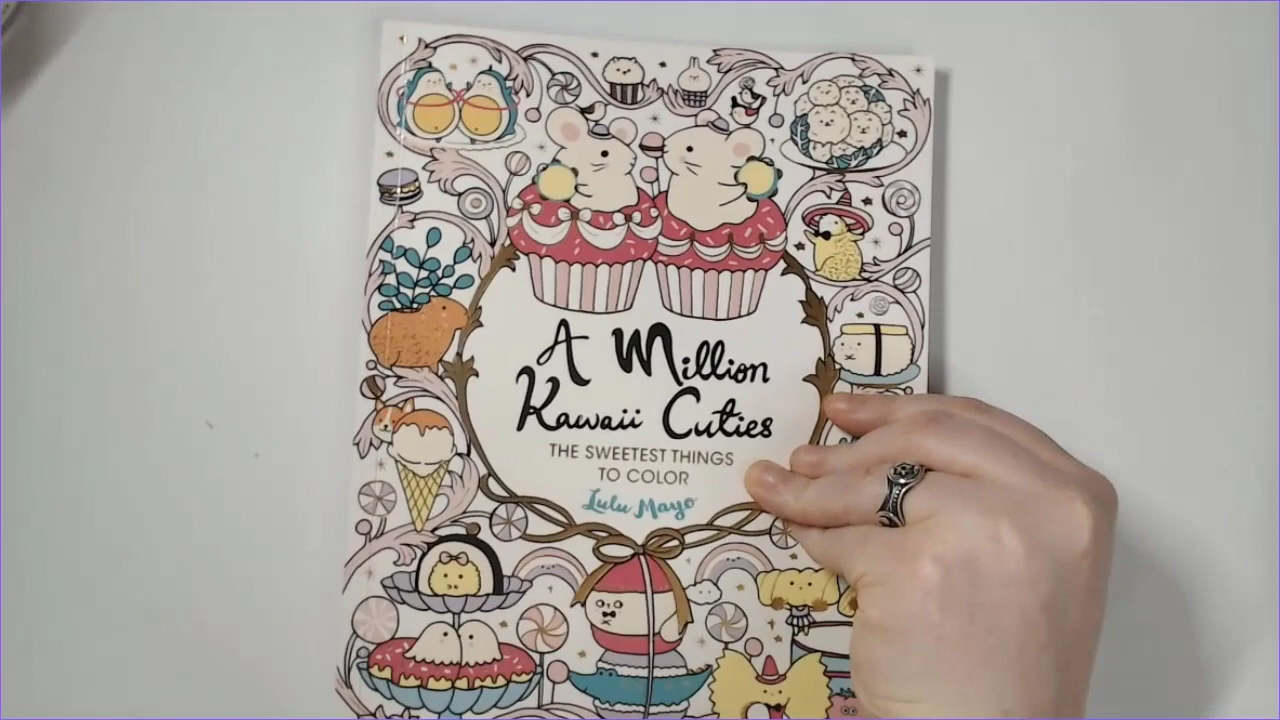 A Million
Kawaii Cuties
THE SWEETEST THINGS
TO COLOR
Lulu Mayo